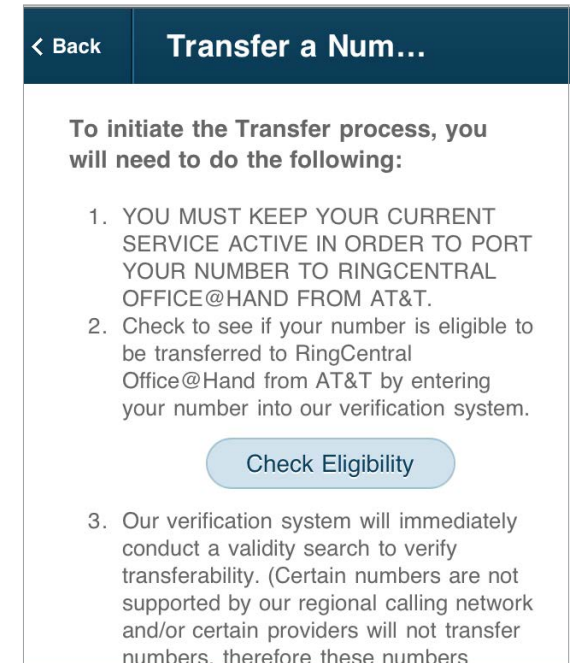 Back
Transfer a Num...
To initiate the Transfer process, you
will need to do the following:
1. YOU MUST KEEP YOUR CURRENT
SERVICE ACTIVE IN ORDER TO PORT
YOUR NUMBER TO RINGCENTRAL
OFFICE@HAND FROM AT&T.
2. Check to see if your number is eligible to
be transferred to RingCentral
Office@Hand from AT&T by entering
your number into our verification system.
Check Eligibility
3. Our verification system will immediately
conduct a validity search to verify
transferability. (Certain numbers are not
supported by our regional calling network
and/or certain providers will not transfer
numbers, therefore these numbers